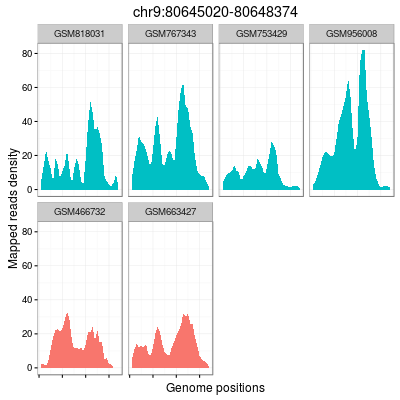 chr9:80645020-80648374
GSM818031 GSM767343 GSM753429 GSM956008
80
60
40
20
0
Mapped reads density
GSM466732 GSM663427
80
60
40
20
0
Genome positions